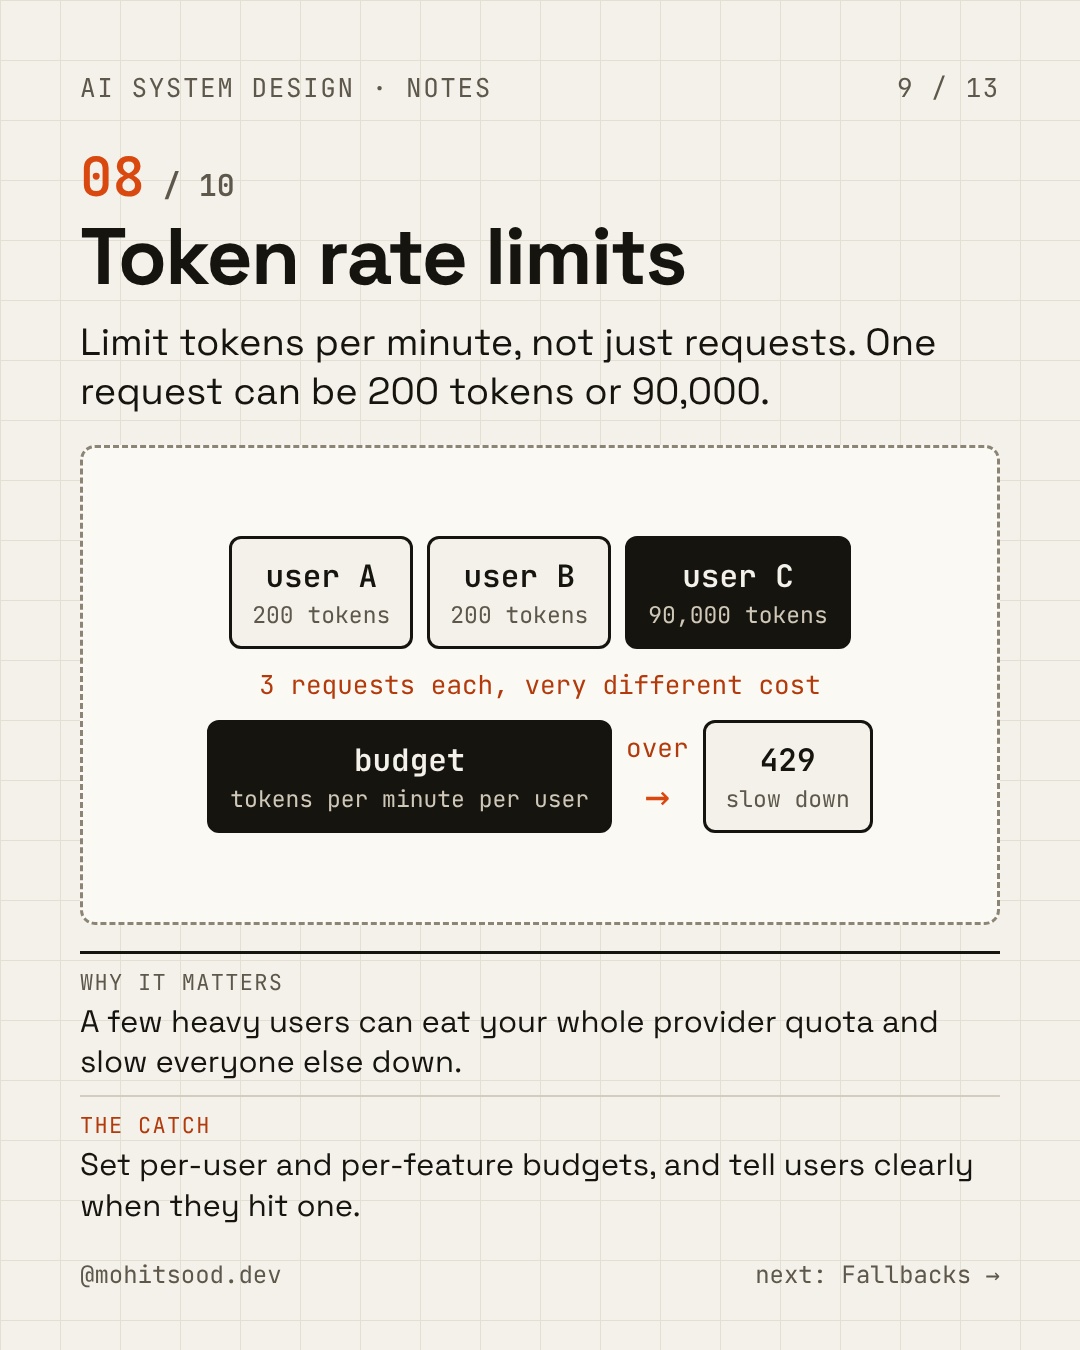 AI SYSTEM DESIGN · NOTES
9 / 13
08 / 10
Token rate limits
Limit tokens per minute, not just requests. One
request can be 200 tokens or 90,000.
user A
200 tokens
user B
200 tokens
user C
90,000 tokens
3 requests each, very different cost
budget
tokens per minute per user
over
→
429
slow down
WHY IT MATTERS
A few heavy users can eat your whole provider quota and
slow everyone else down.
THE CATCH
Set per-user and per-feature budgets, and tell users clearly
when they hit one.
@mohitsood.dev
next: Fallbacks →